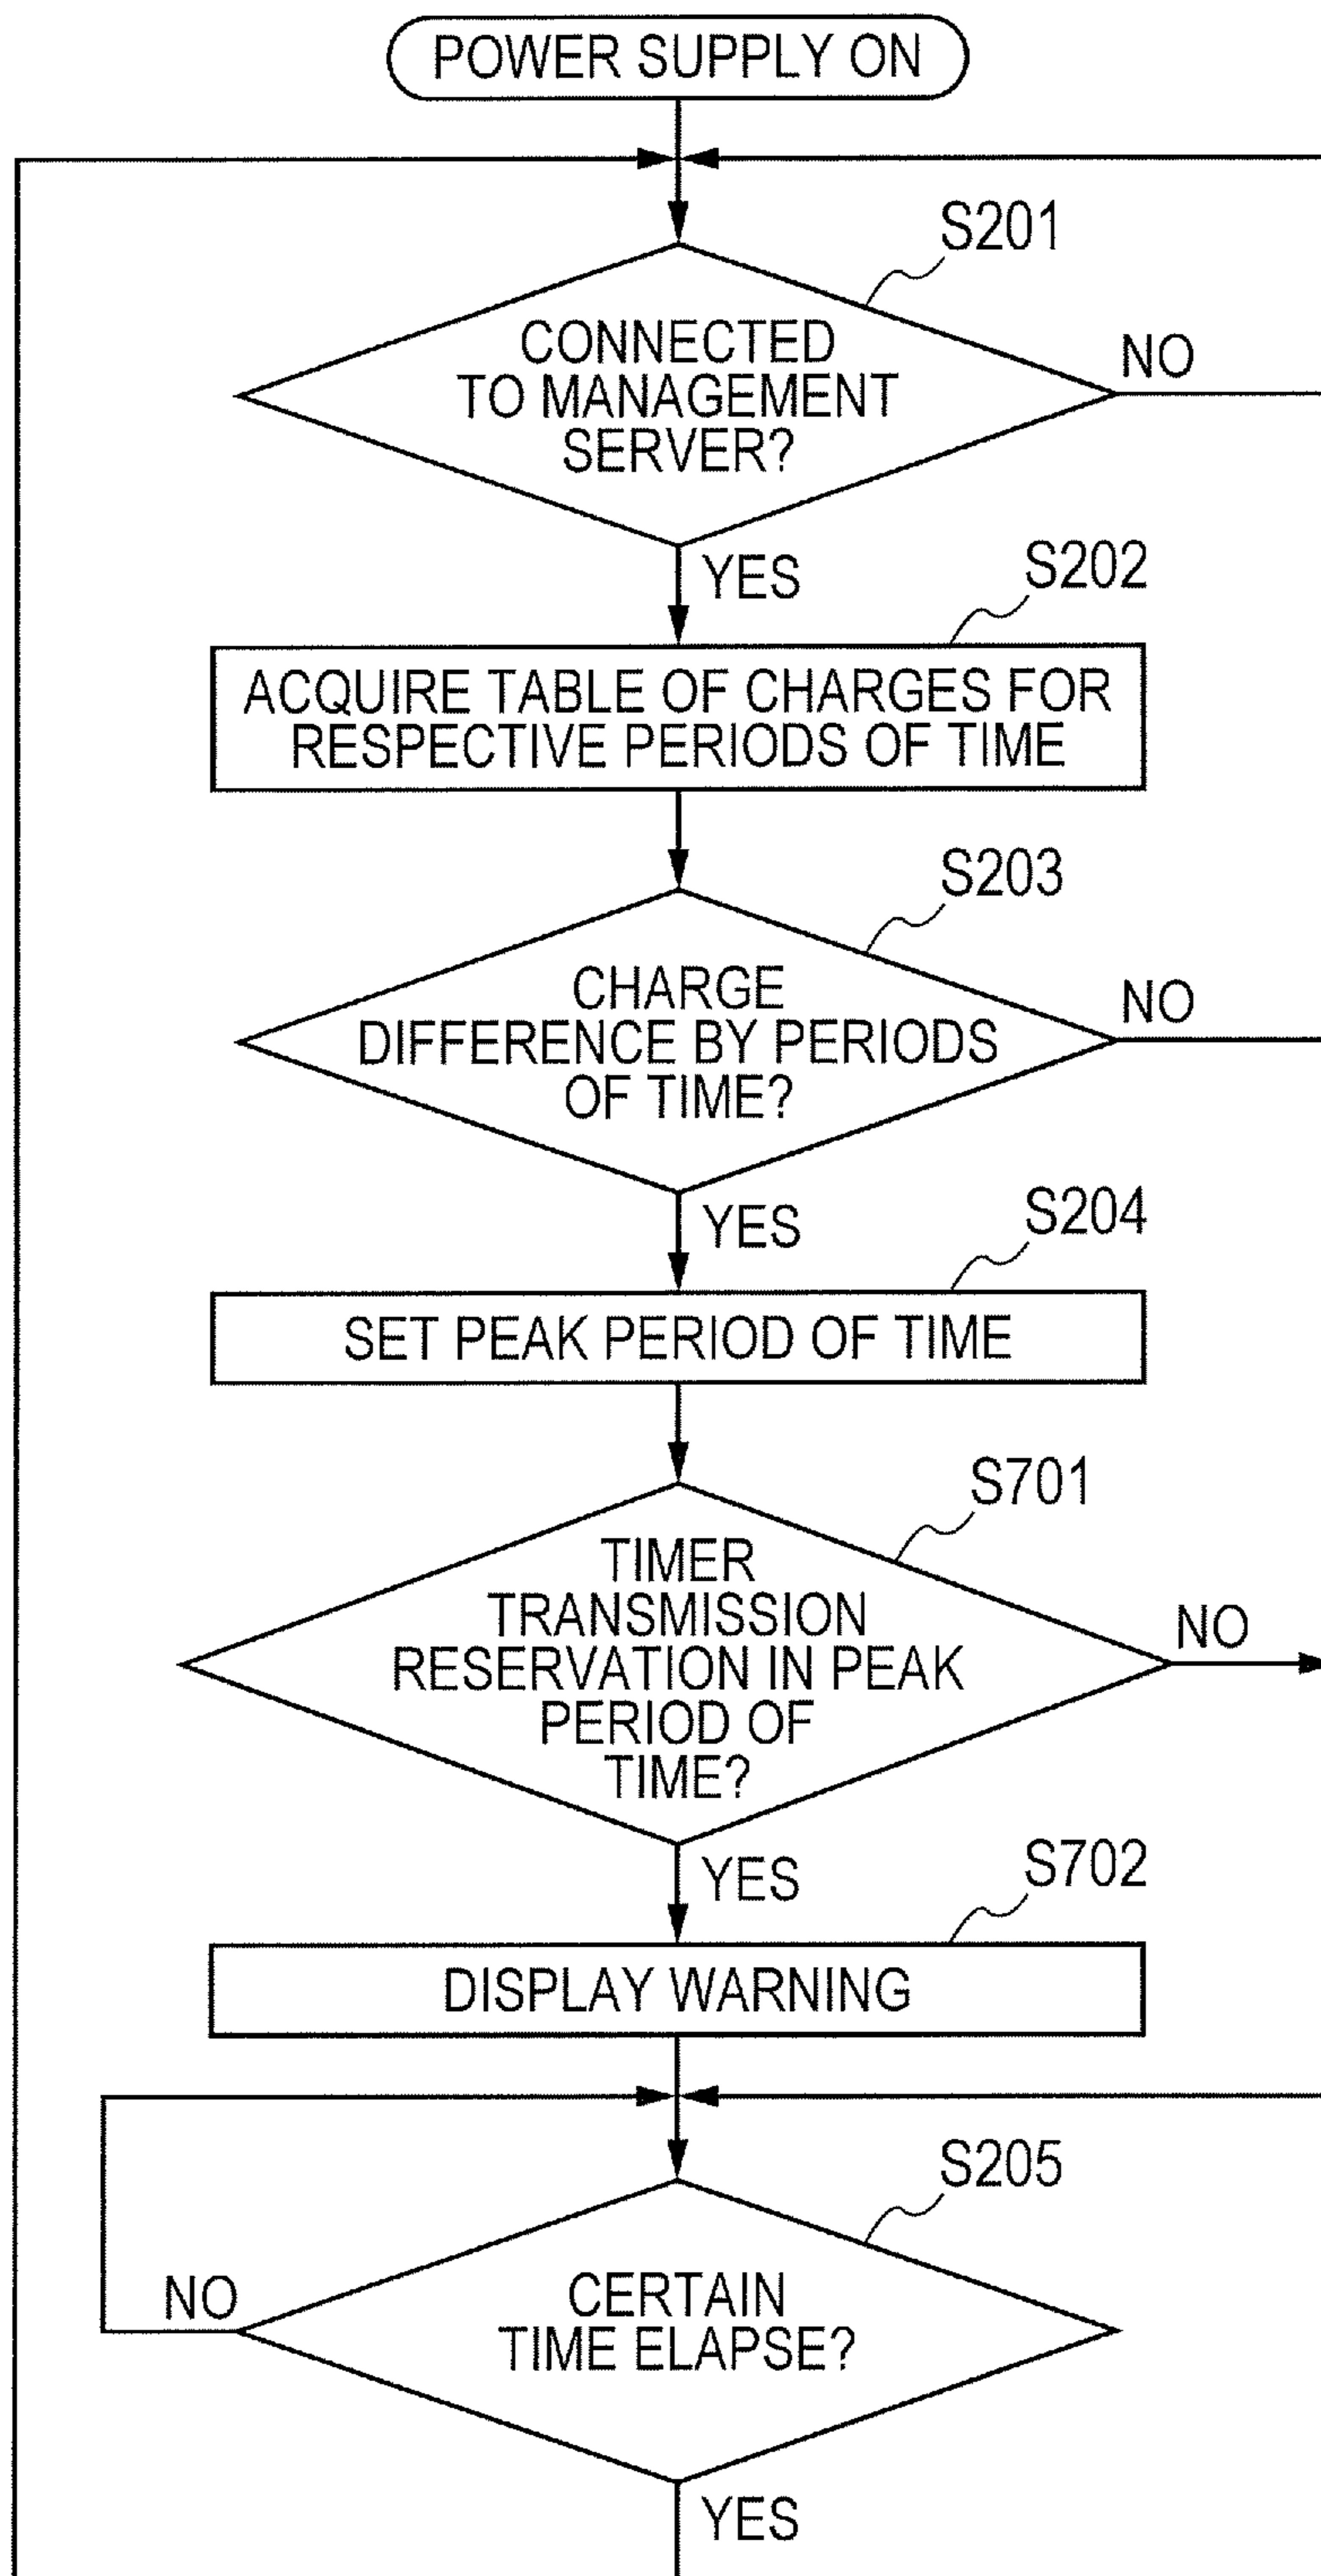 POWER SUPPLY ON
S201
CONNECTED
TO MANAGEMENT
SERVER?
NO
YES
S202
ACQUIRE TABLE OF CHARGES FOR
RESPECTIVE PERIODS OF TIME
S203
CHARGE
DIFFERENCE BY PERIODS
OF TIME?
NO
YES
S204
SET PEAK PERIOD OF TIME
S701
TIMER
TRANSMISSION
RESERVATION IN PEAK
PERIOD OF
TIME?
NO
YES
S702
DISPLAY WARNING
S205
CERTAIN
TIME ELAPSE?
NO
YES